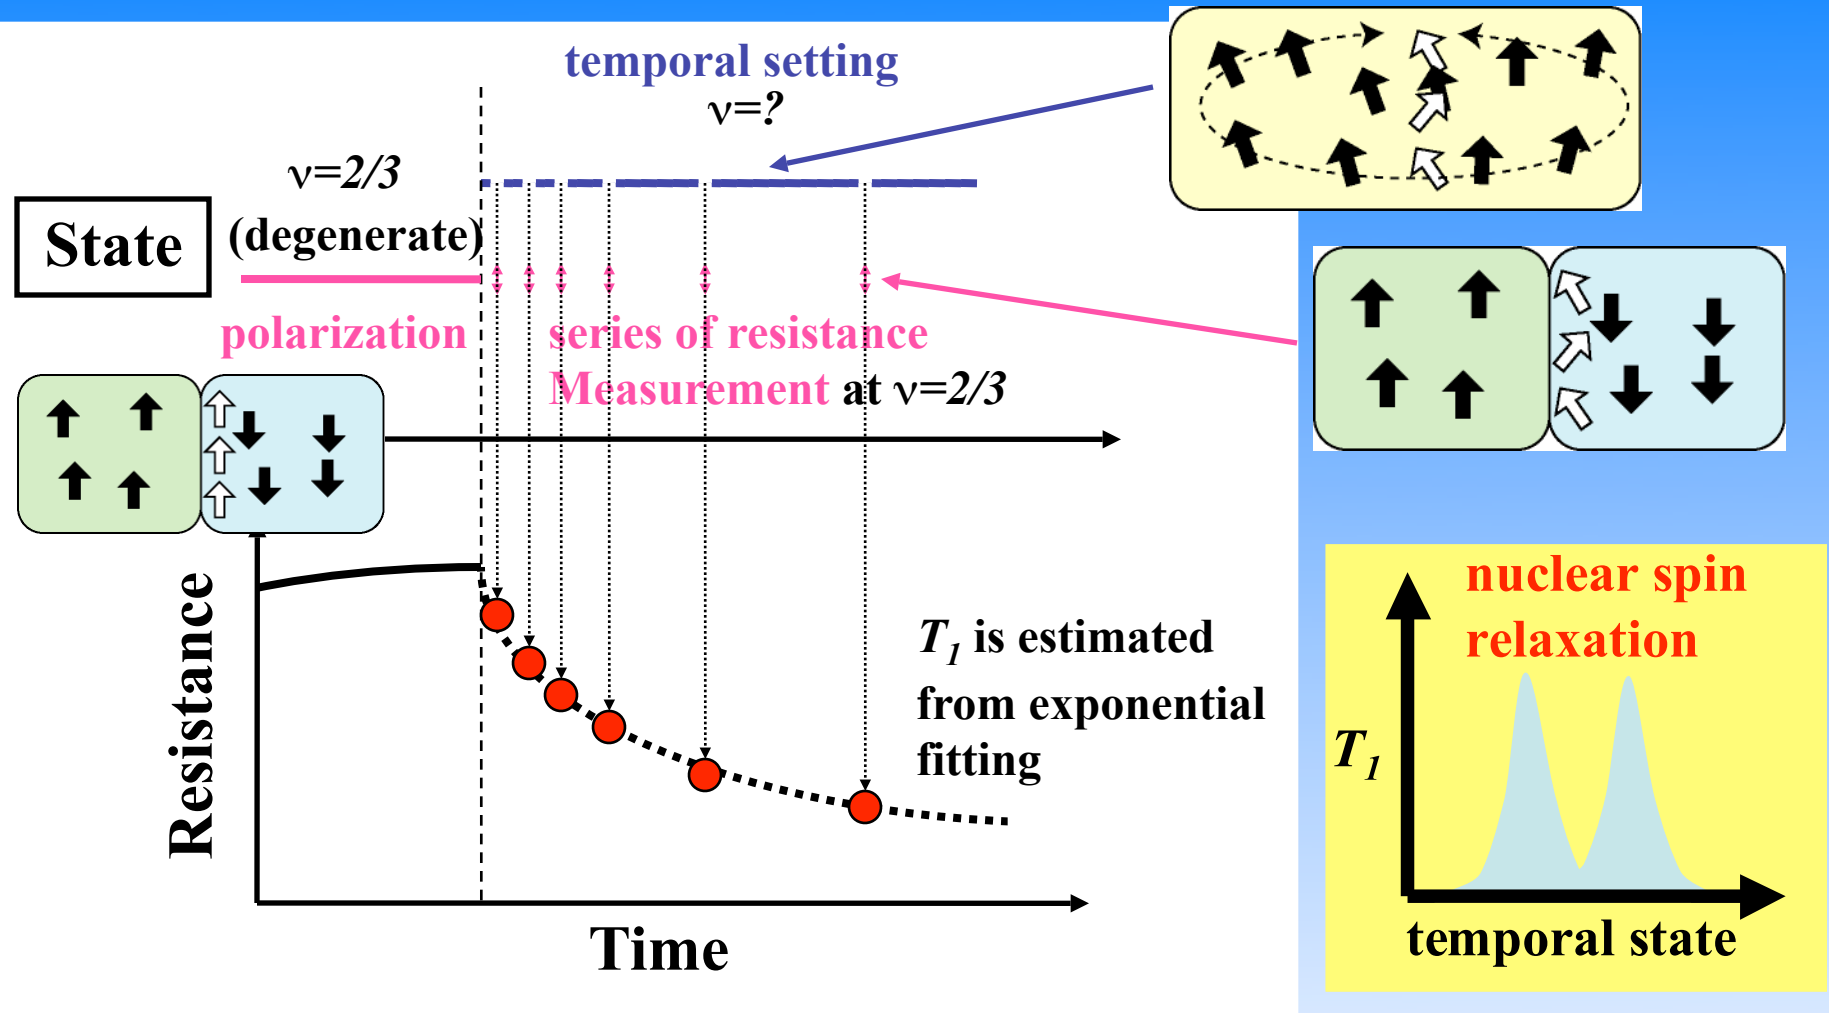 temporal setting
ν=?
ν=2/3
(degenerate)
State
polarization
series of resistance
Measurement at ν=2/3
Resistance
Time
T1 is estimated
from exponential
fitting
nuclear spin
relaxation
T1
temporal state